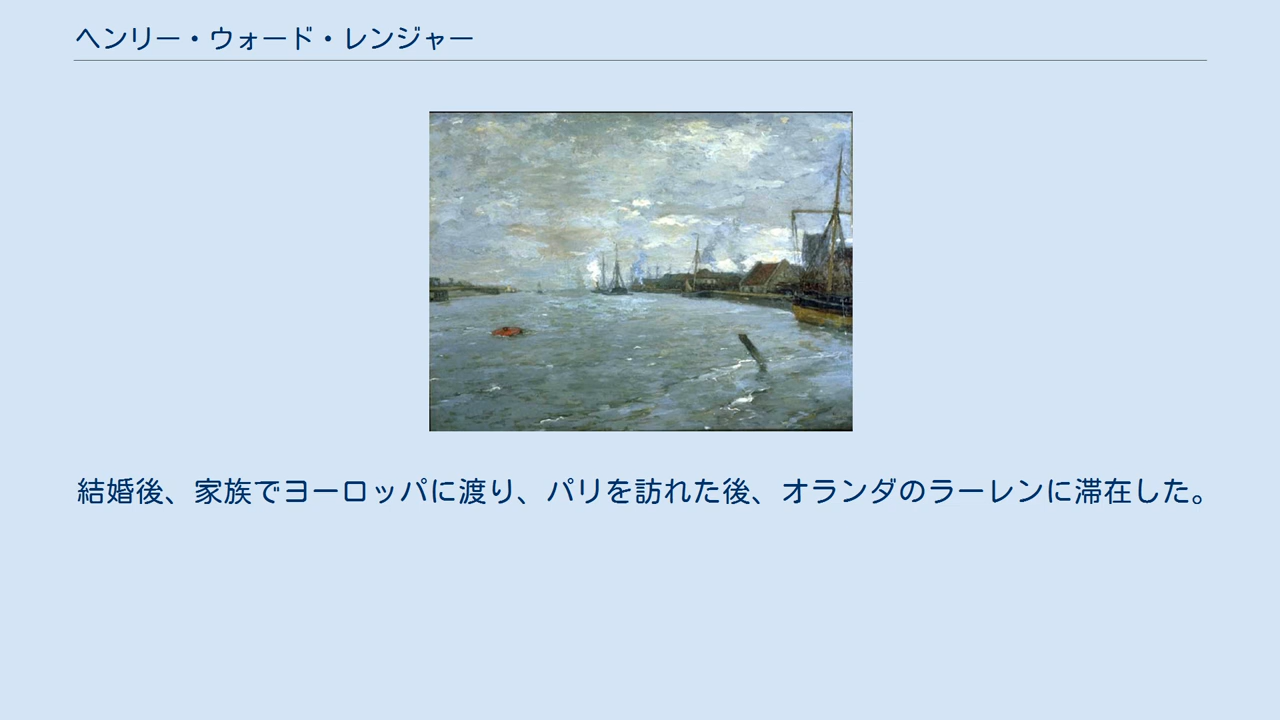 ヘンリー・ウォード・レンジャー
結婚後、家族でヨーロッパに渡り、パリを訪れた後、オランダのラーレンに滞在した。